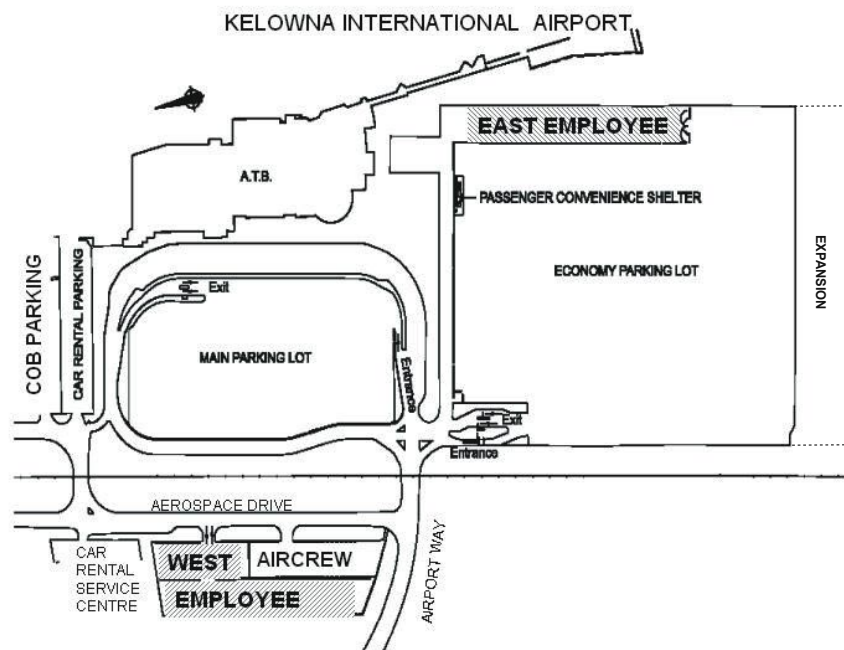 KELOWNA INTERNATIONAL AIRPORT
EAST EMPLOYEE
A.T.B.
PASSENGER CONVENIENCE SHELTER
ECONOMY PARKING LOT
EXPANSION
COB PARKING
CAR RENTAL PARKING
Exit
MAIN PARKING LOT
Entrance
Exit
Entrance
AEROSPACE DRIVE
CAR
RENTAL
SERVICE
CENTRE
WEST
AIRCREW
EMPLOYEE
AIRPORT WAY